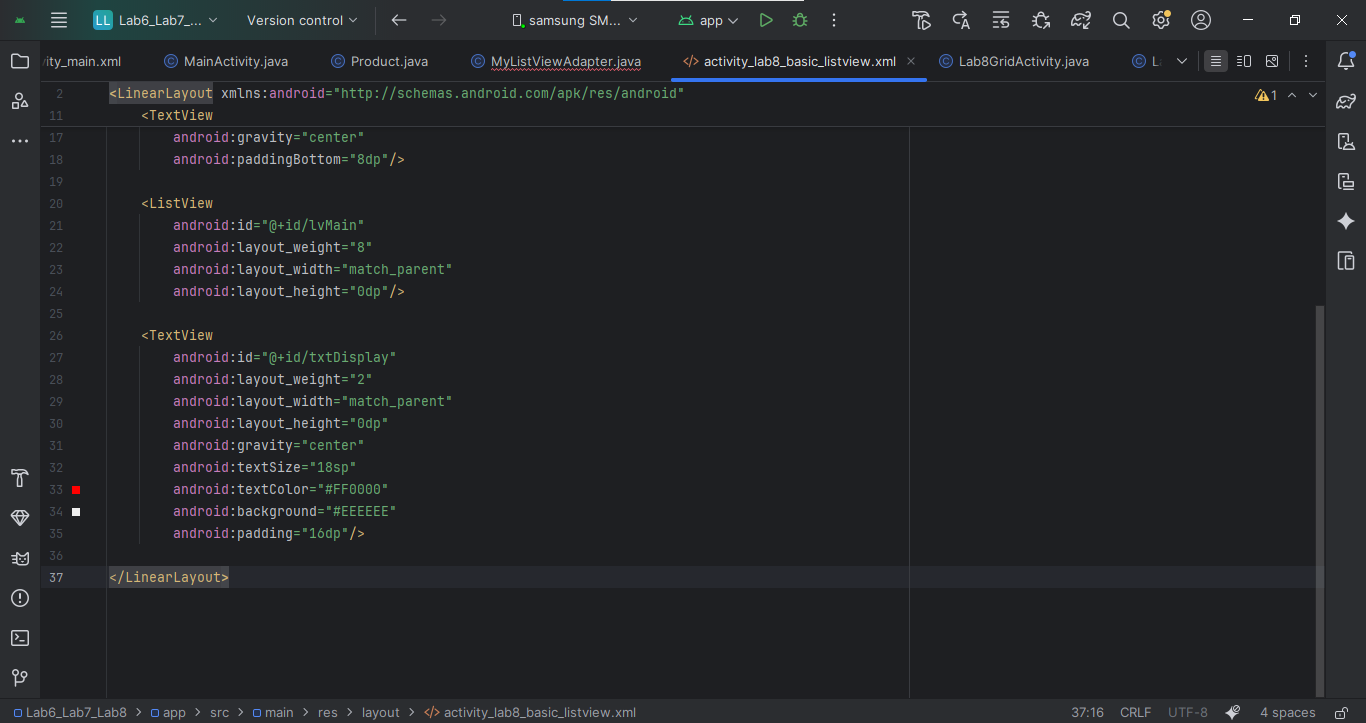 LL Lab6_Lab7_... Version control samsung SM... app
ity_main.xml MainActivity.java Product.java MyListViewAdapter.java activity_lab8_basic_listview.xml Lab8GridActivity.java
2 <LinearLayout xmlns:android="http://schemas.android.com/apk/res/android" 1
11 <TextView
17 android:gravity="center"
18 android:paddingBottom="8dp"/>
19
20 <ListView
21 android:id="@+id/lvMain"
22 android:layout_weight="8"
23 android:layout_width="match_parent"
24 android:layout_height="0dp"/>
25
26 <TextView
27 android:id="@+id/txtDisplay"
28 android:layout_weight="2"
29 android:layout_width="match_parent"
30 android:layout_height="0dp"
31 android:gravity="center"
32 android:textSize="18sp"
33 android:textColor="#FF0000"
34 android:background="#EEEEEE"
35 android:padding="16dp"/>
36
37 </LinearLayout>
Lab6_Lab7_Lab8 > app > src > main > res > layout > activity_lab8_basic_listview.xml 37:16 CRLF UTF-8 4 spaces